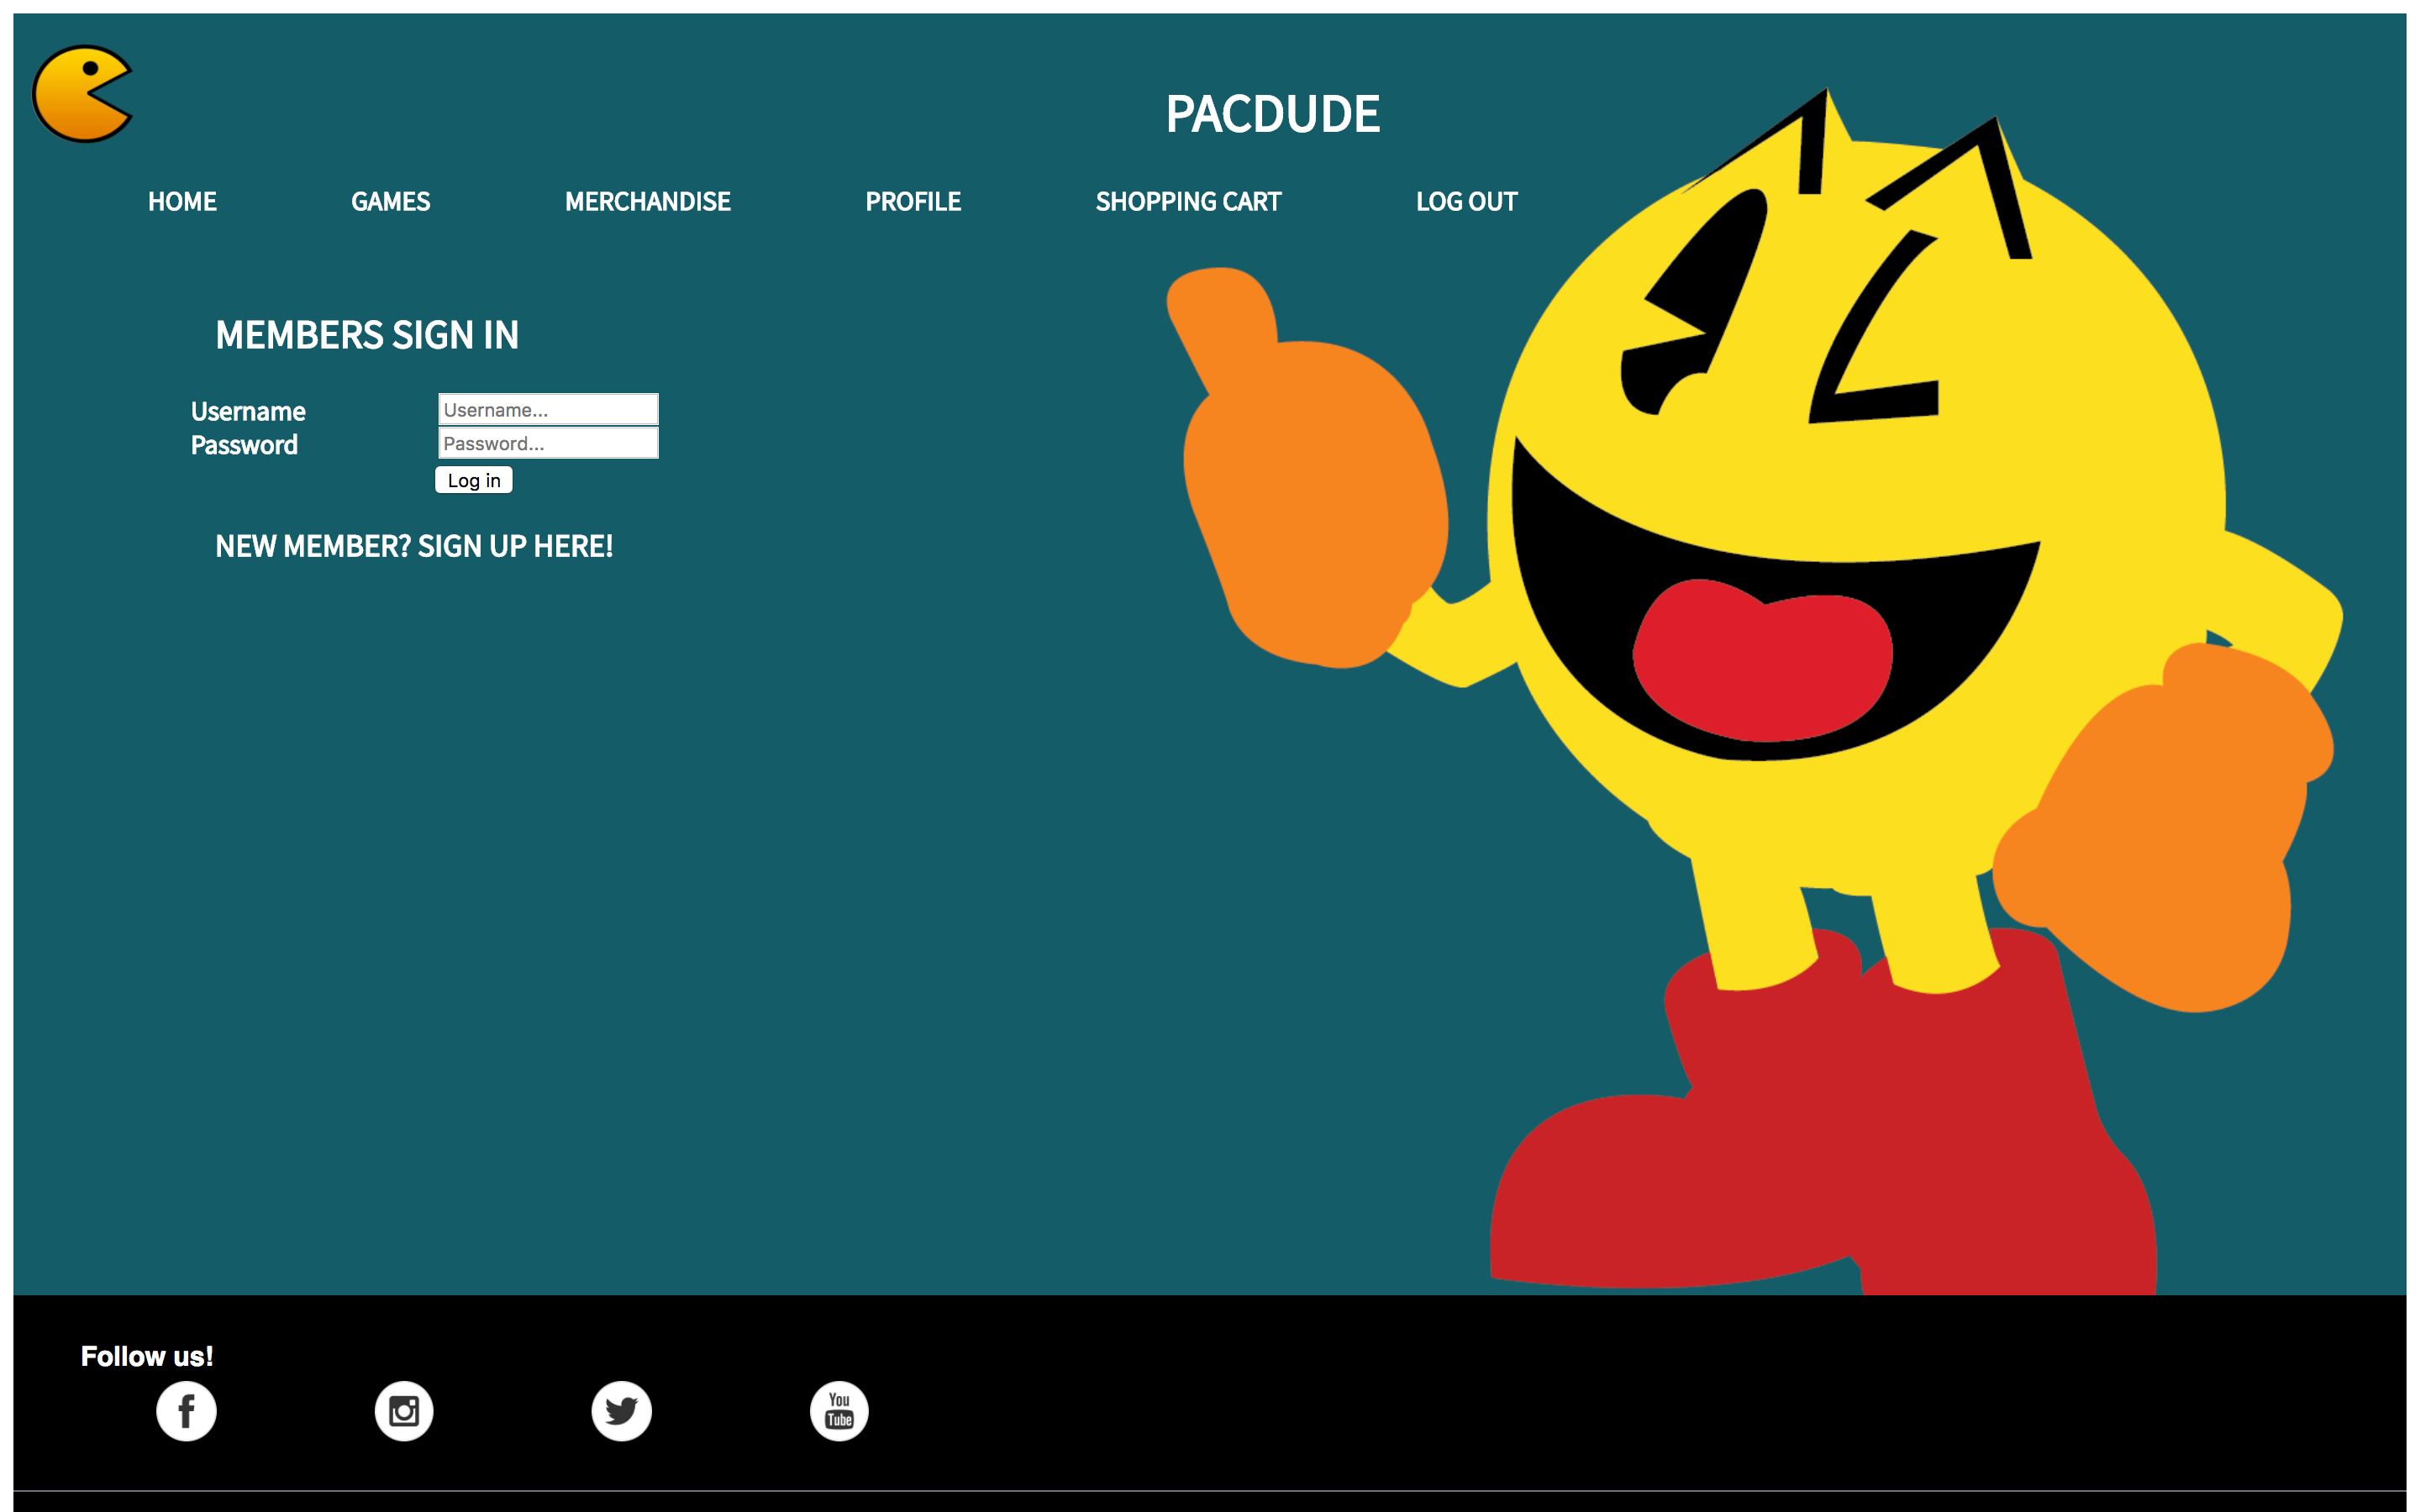 PACDUDE
HOME GAMES MERCHANDISE PROFILE SHOPPING CART LOG OUT
MEMBERS SIGN IN
Username Username...
Password Password...
Log in
NEW MEMBER? SIGN UP HERE!
Follow us!
f You
Tube